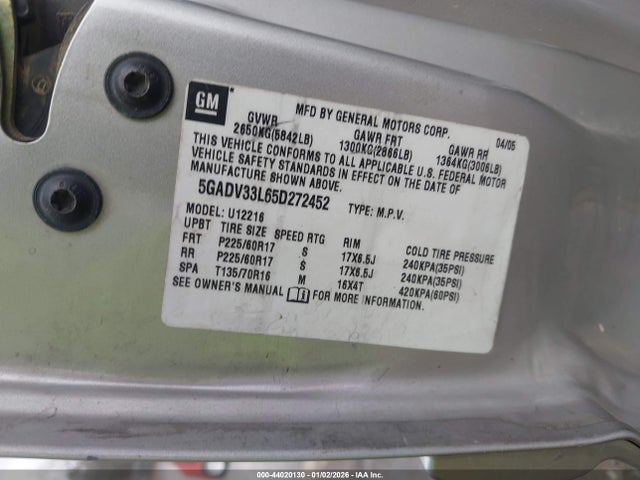 GM
MFD BY GENERAL MOTORS CORP. 04/05
GVWR GAWR FRT GAWR RR
2650KG(5842LB) 1300KG(2866LB) 1364KG(3006LB)
THIS VEHICLE CONFORMS TO ALL APPLICABLE U.S. FEDERAL MOTOR
VEHICLE SAFETY STANDARDS IN EFFECT ON THE DATE OF
MANUFACTURE SHOWN ABOVE.
5GADV33L65D272452 TYPE: M.P.V.
MODEL: U12216
UPBT TIRE SIZE SPEED RTG RIM COLD TIRE PRESSURE
FRT P225/60R17 S 17X6.5J 240KPA(35PSI)
RR P225/60R17 S 17X6.5J 240KPA(35PSI)
SPA T135/70R16 M 16X4T 420KPA(60PSI)
SEE OWNER'S MANUAL FOR MORE INFORMATION.
000-44020130 - 01/02/2026 - IAA Inc.